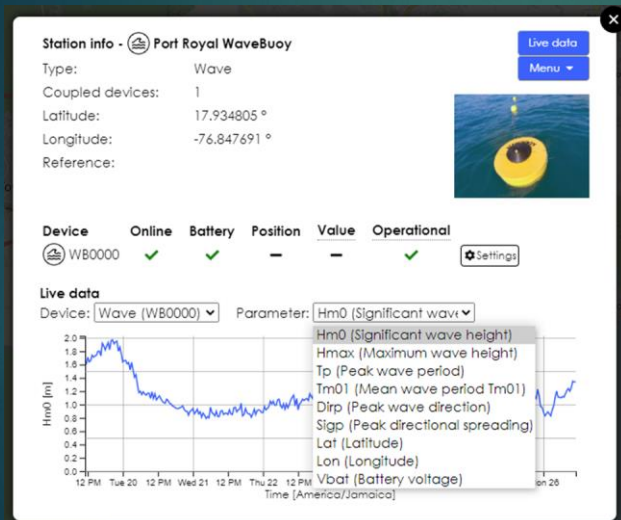 Station info - Port Royal WaveBuoy
Live data
Menu
Type: Wave
Coupled devices: 1
Latitude: 17.934805 °
Longitude: -76.847691 °
Reference:
Device Online Battery Position Value Operational
WB0000 Settings
Live data
Device: Wave (WB0000) Parameter: Hm0 (Significant wave
Hm0 (Significant wave height)
Hmax (Maximum wave height)
Tp (Peak wave period)
Tm01 (Mean wave period Tm01)
Dirp (Peak wave direction)
Sigp (Peak directional spreading)
Lat (Latitude)
Lon (Longitude)
Vbat (Battery voltage)
Hm0 [m]
2.0
1.8
1.6
1.4
1.2
1.0
0.8
0.6
0.4
0.2
0.0
12 PM Tue 20 12 PM Wed 21 12 PM Thu 22 12 PM on 26
Time [America/Jamaica]